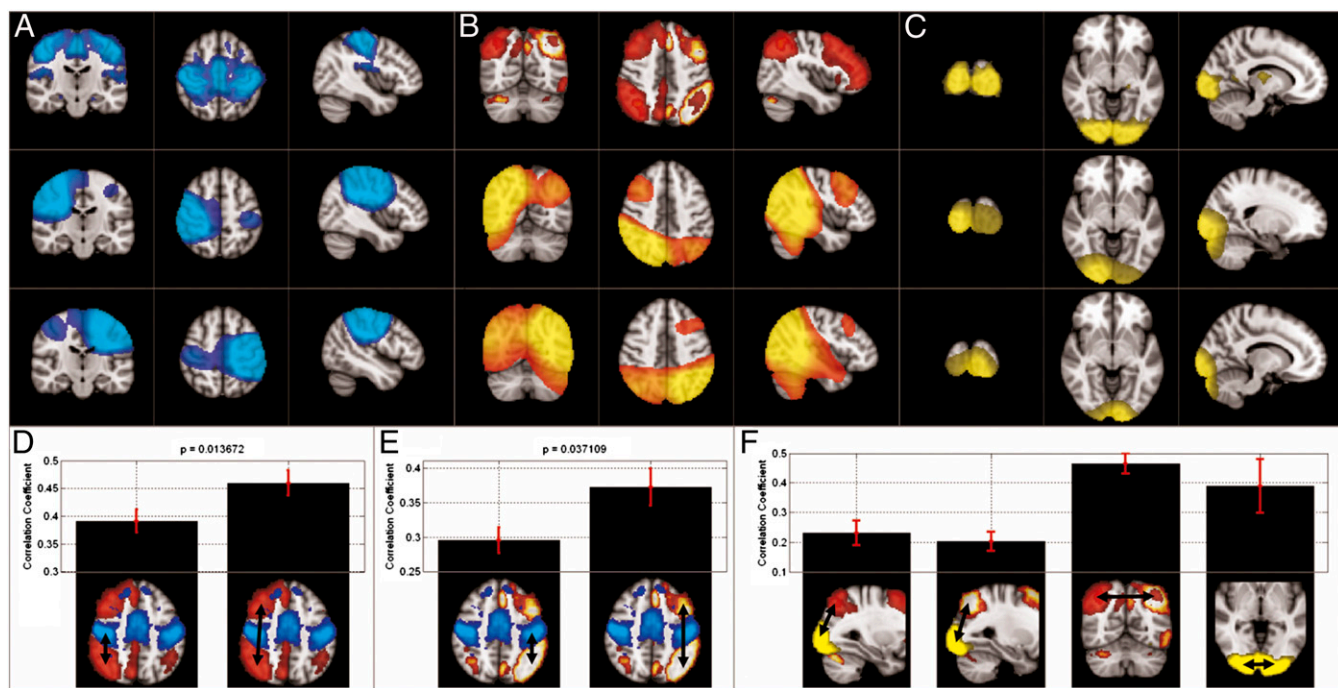 A
B
C
D
p = 0.013672
Correlation Coefficient
0.5
0.45
0.4
0.35
0.3
E
p = 0.037109
Correlation Coefficient
0.4
0.35
0.3
0.25
F
Correlation Coefficient
0.5
0.4
0.3
0.2
0.1